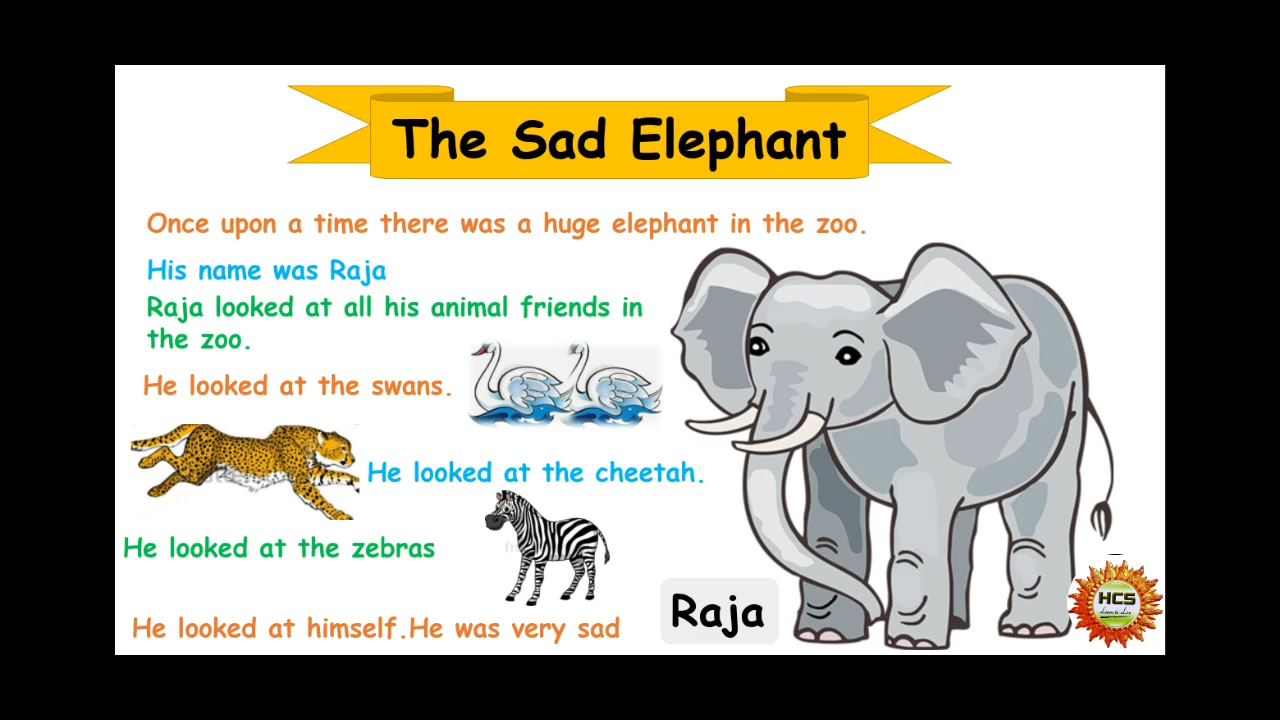 The Sad Elephant
Once upon a time there was a huge elephant in the zoo.
His name was Raja
Raja looked at all his animal friends in
the zoo.
He looked at the swans.
He looked at the cheetah.
He looked at the zebras
He looked at himself.He was very sad
Raja
HCS